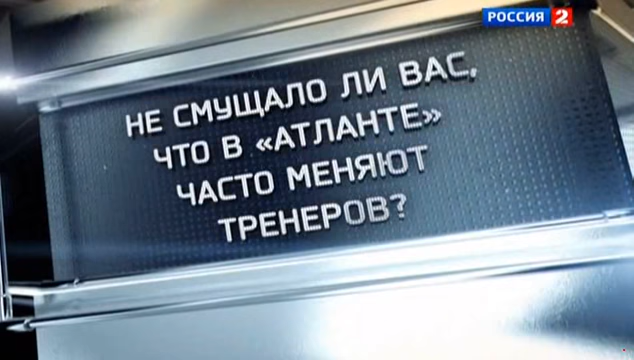 РОССИЯ 2
НЕ СМУЩАЛО ЛИ ВАС,
ЧТО В «АТЛАНТЕ»
ЧАСТО МЕНЯЮТ
ТРЕНЕРОВ?